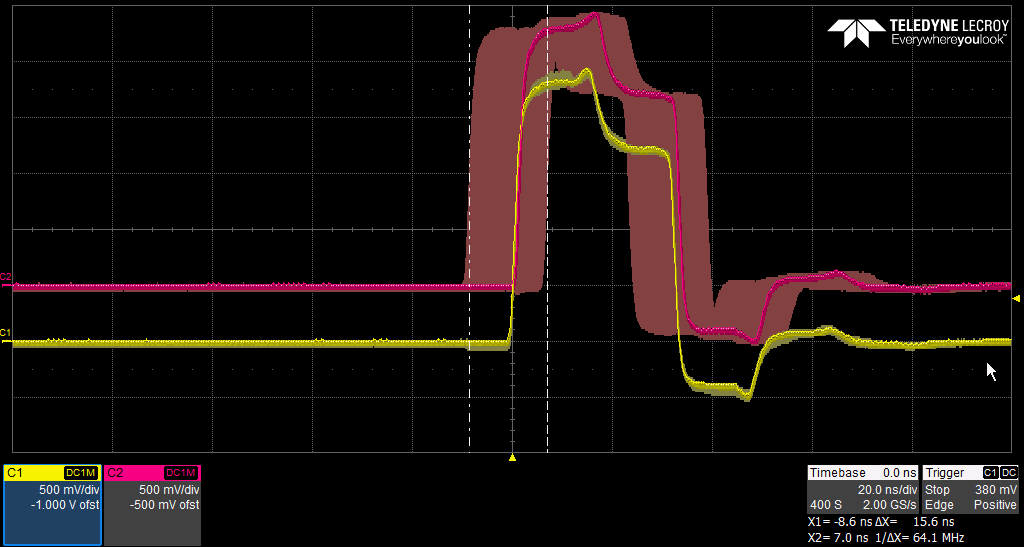 TELEDYNE LECROY
Everywhereyoulook™
C2
C1
C1 DC1M
500 mV/div
-1.000 V ofst
C2 DC1M
500 mV/div
-500 mV ofst
Timebase 0.0 ns
20.0 ns/div
400 S 2.00 GS/s
Trigger C1 DC
Stop 380 mV
Edge Positive
X1= -8.6 ns ΔX= 15.6 ns
X2= 7.0 ns 1/ΔX= 64.1 MHz